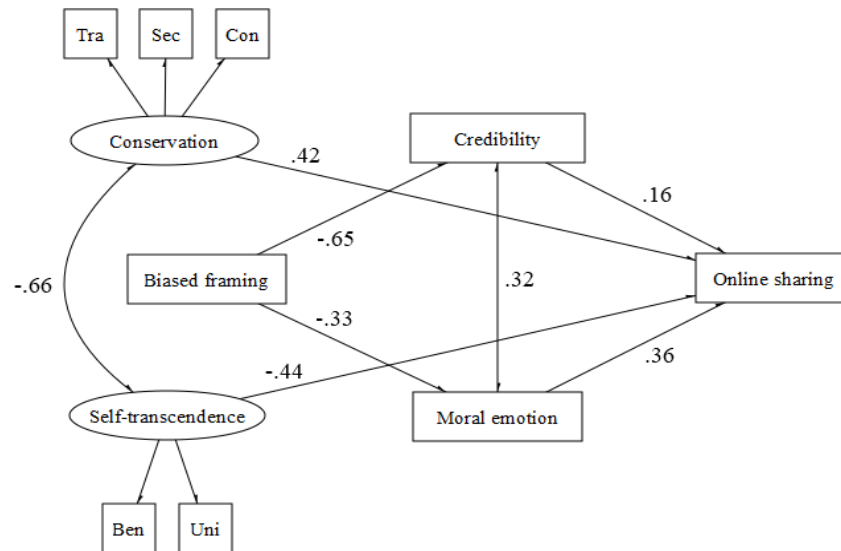 Tra Sec Con
Conservation
Credibility
.42
.16
-.65
-.66
Biased framing
.32
Online sharing
-.33
-.44
.36
Self-transcendence
Moral emotion
Ben Uni